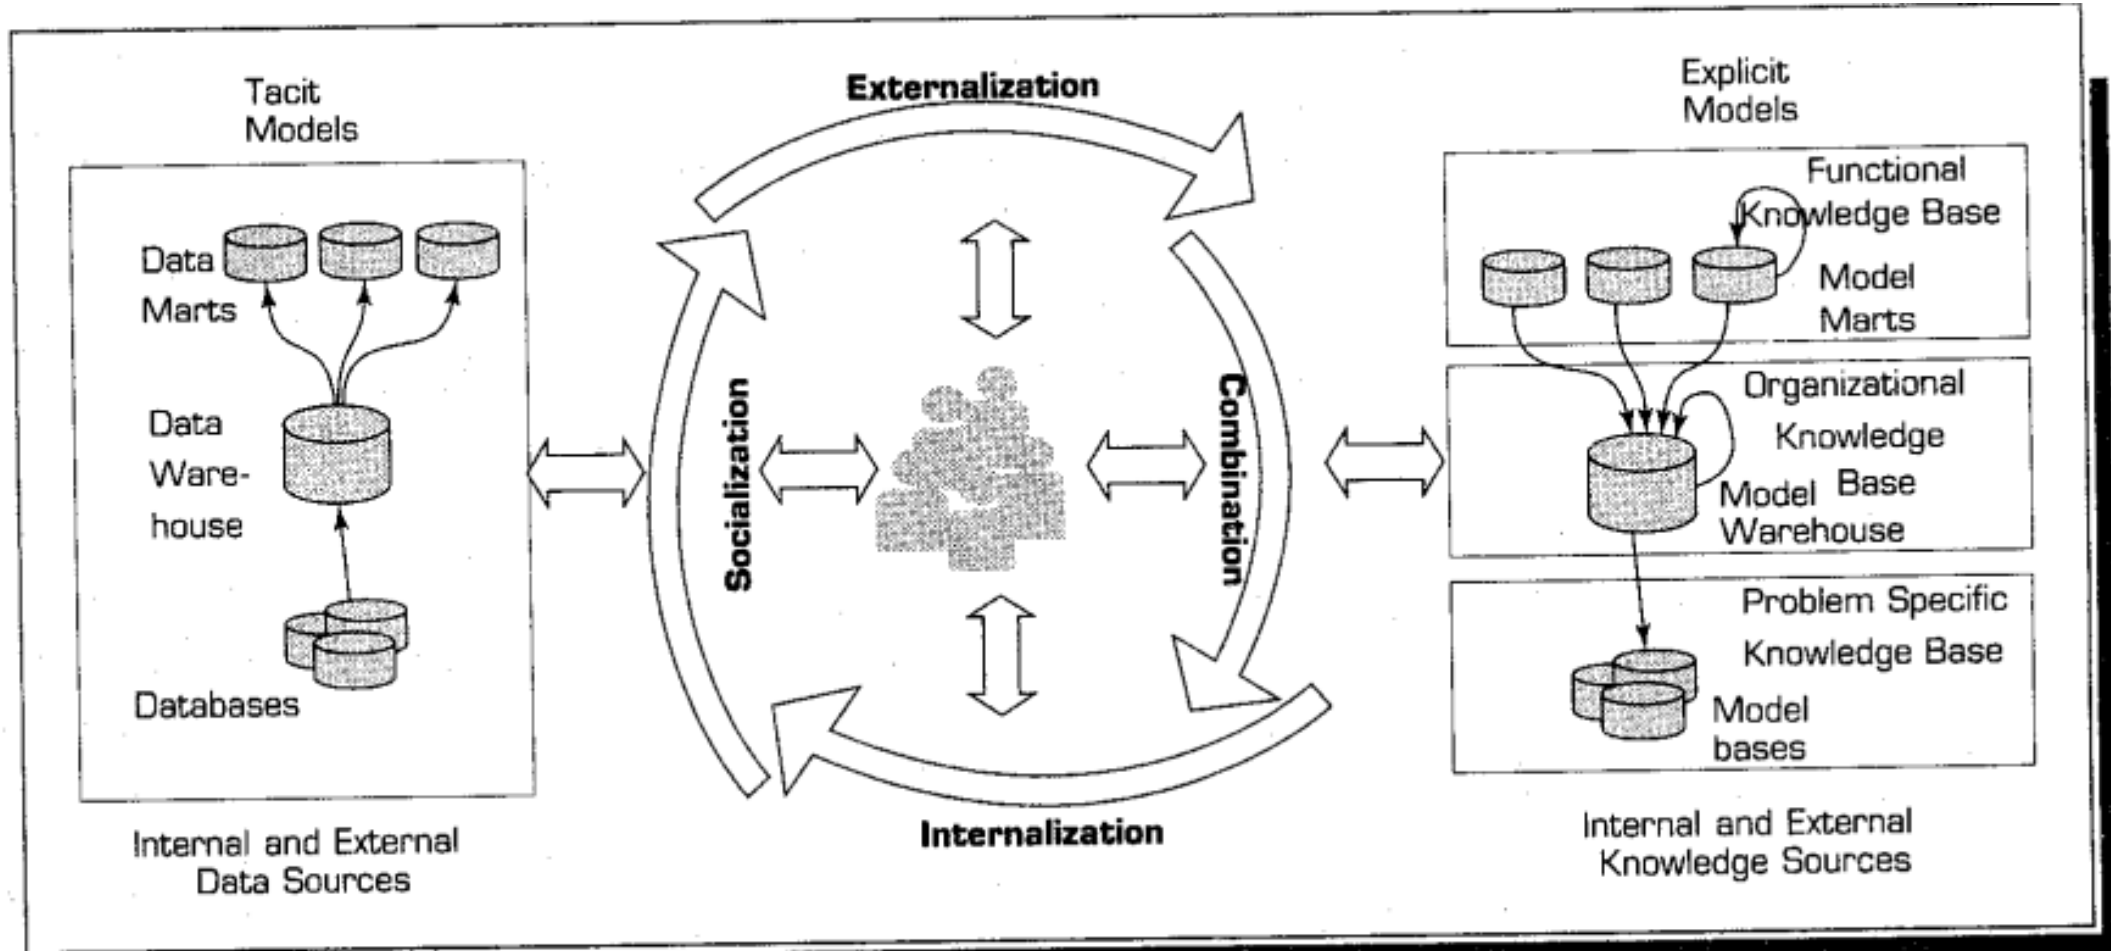 Tacit
Models
Data
Marts
Data
Ware-
house
Databases
Internal and External
Data Sources
Externalization
Socialization
Combination
Internalization
Explicit
Models
Functional
Knowledge Base
Model
Marts
Organizational
Knowledge
Base
Model
Warehouse
Problem Specific
Knowledge Base
Model
bases
Internal and External
Knowledge Sources